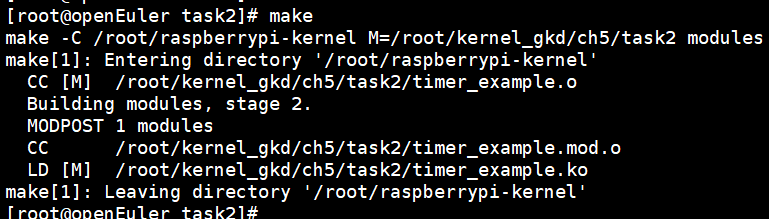 [root@openEuler task2]# make
make -C /root/raspberrypi-kernel M=/root/kernel_gkd/ch5/task2 modules
make[1]: Entering directory '/root/raspberrypi-kernel'
  CC [M]  /root/kernel_gkd/ch5/task2/timer_example.o
  Building modules, stage 2.
  MODPOST 1 modules
  CC      /root/kernel_gkd/ch5/task2/timer_example.mod.o
  LD [M]  /root/kernel_gkd/ch5/task2/timer_example.ko
make[1]: Leaving directory '/root/raspberrypi-kernel'
[root@openEuler task2]#